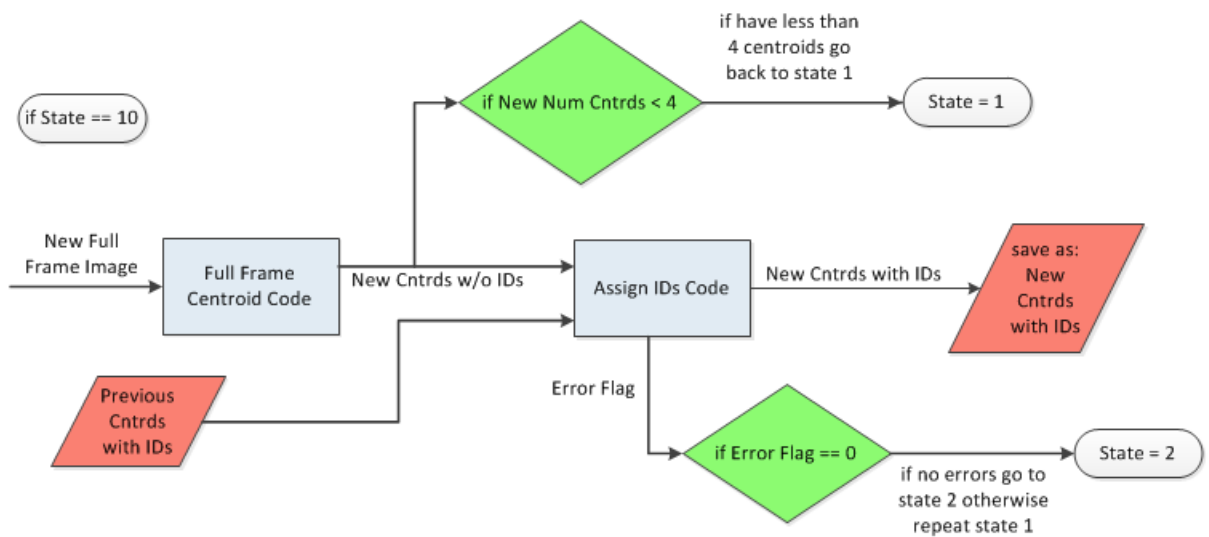 if have less than
4 centroids go
back to state 1
if State == 10
if New Num Cntrds < 4
State = 1
New Full
Frame Image
Full Frame
Centroid Code
New Cntrds w/o IDs
Assign IDs Code
New Cntrds with IDs
save as:
New
Cntrds
with IDs
Previous
Cntrds
with IDs
Error Flag
if Error Flag == 0
State = 2
if no errors go to
state 2 otherwise
repeat state 1